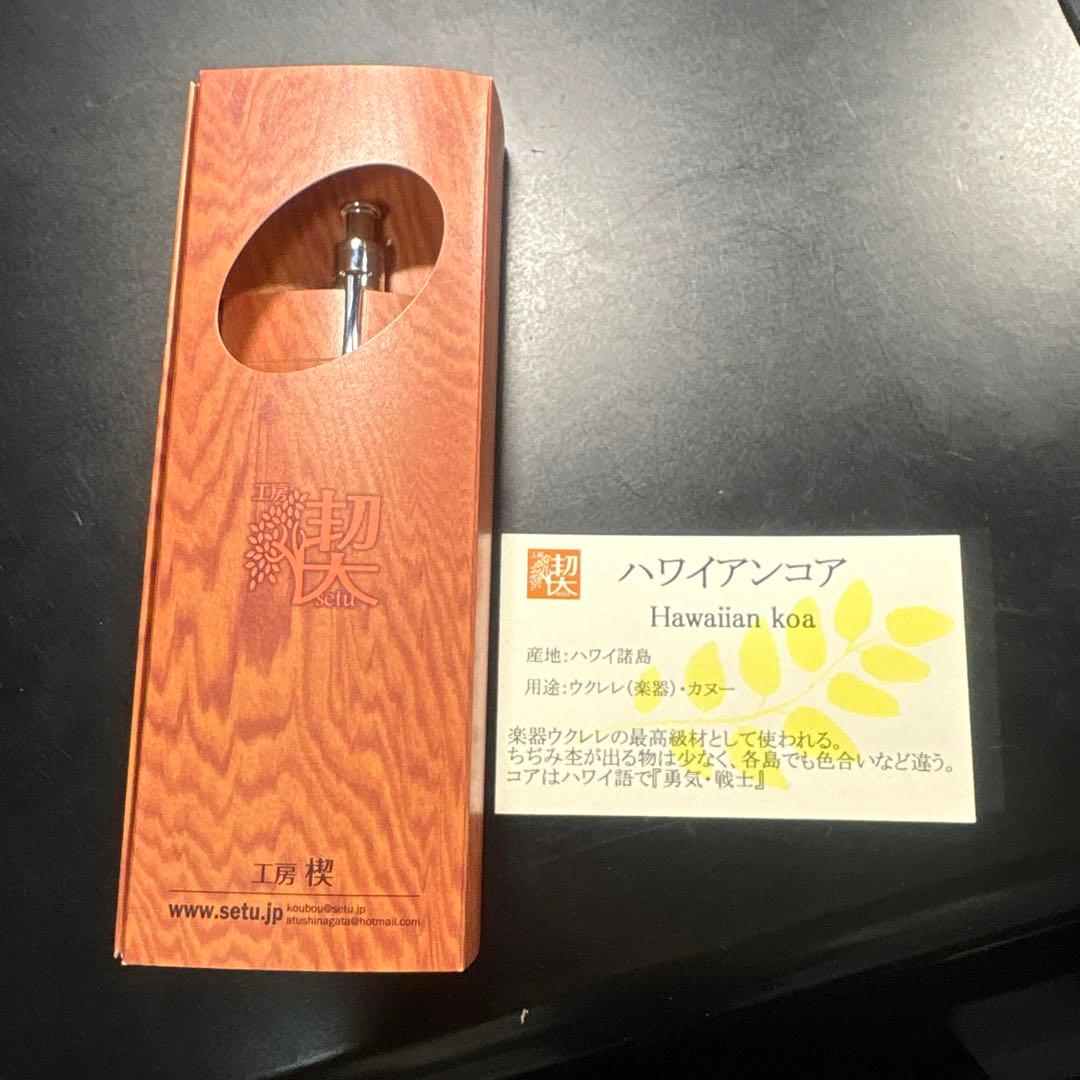 工房
楔
setu
工房 楔
www.setu.jp
koubou@setu.jp
atushinagata@hotmail.com
工房
楔
setu
ハワイアンコア
Hawaiian koa
産地:ハワイ諸島
用途:ウクレレ(楽器)・カヌー
楽器ウクレレの最高級材として使われる。
ちぢみ杢が出る物は少なく、各島でも色合いなど違う。
コアはハワイ語で『勇気・戦士』